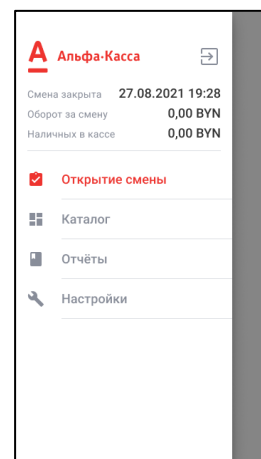 А Альфа·Касса
Смена закрыта 27.08.2021 19:28
Оборот за смену 0,00 BYN
Наличных в кассе 0,00 BYN
Открытие смены
Каталог
Отчёты
Настройки